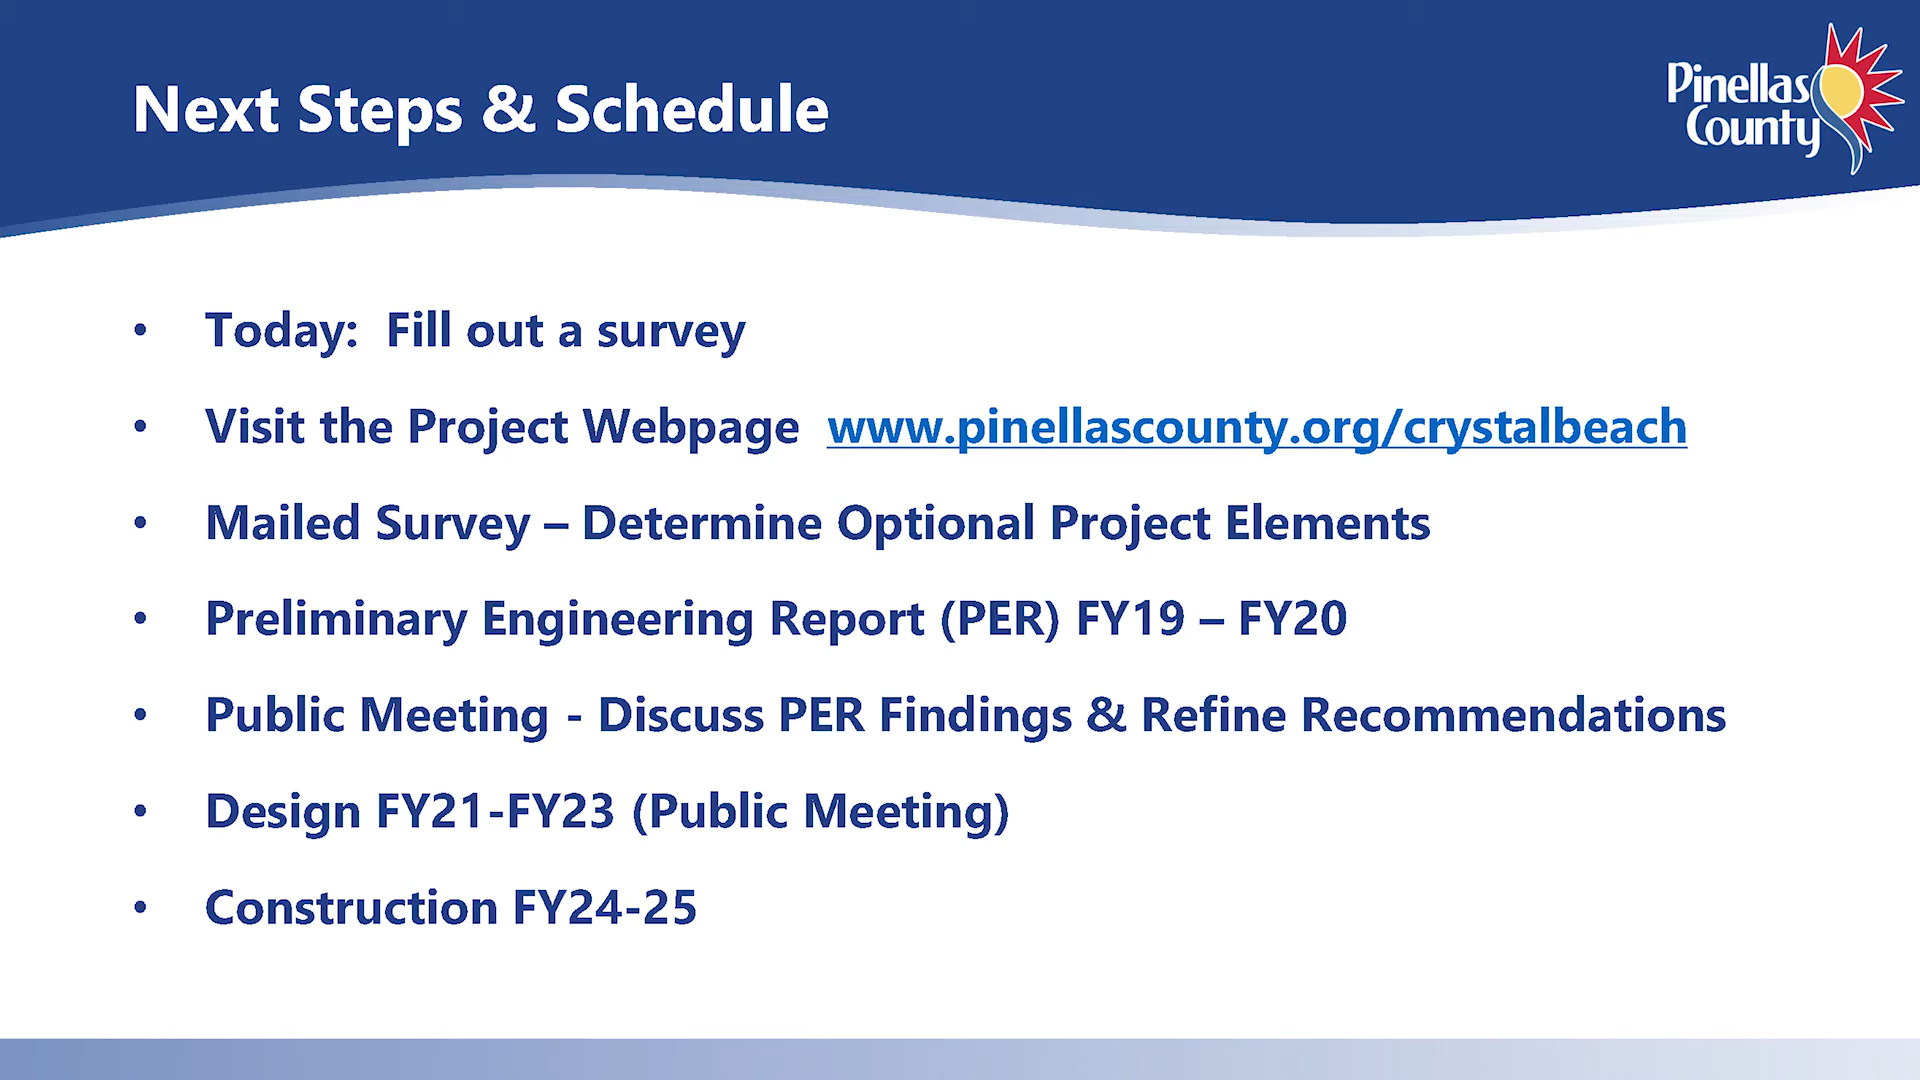 Next Steps & Schedule
Pinellas
County
• Today:  Fill out a survey
• Visit the Project Webpage  www.pinellascounty.org/crystalbeach
• Mailed Survey – Determine Optional Project Elements
• Preliminary Engineering Report (PER) FY19 – FY20
• Public Meeting - Discuss PER Findings & Refine Recommendations
• Design FY21-FY23 (Public Meeting)
• Construction FY24-25